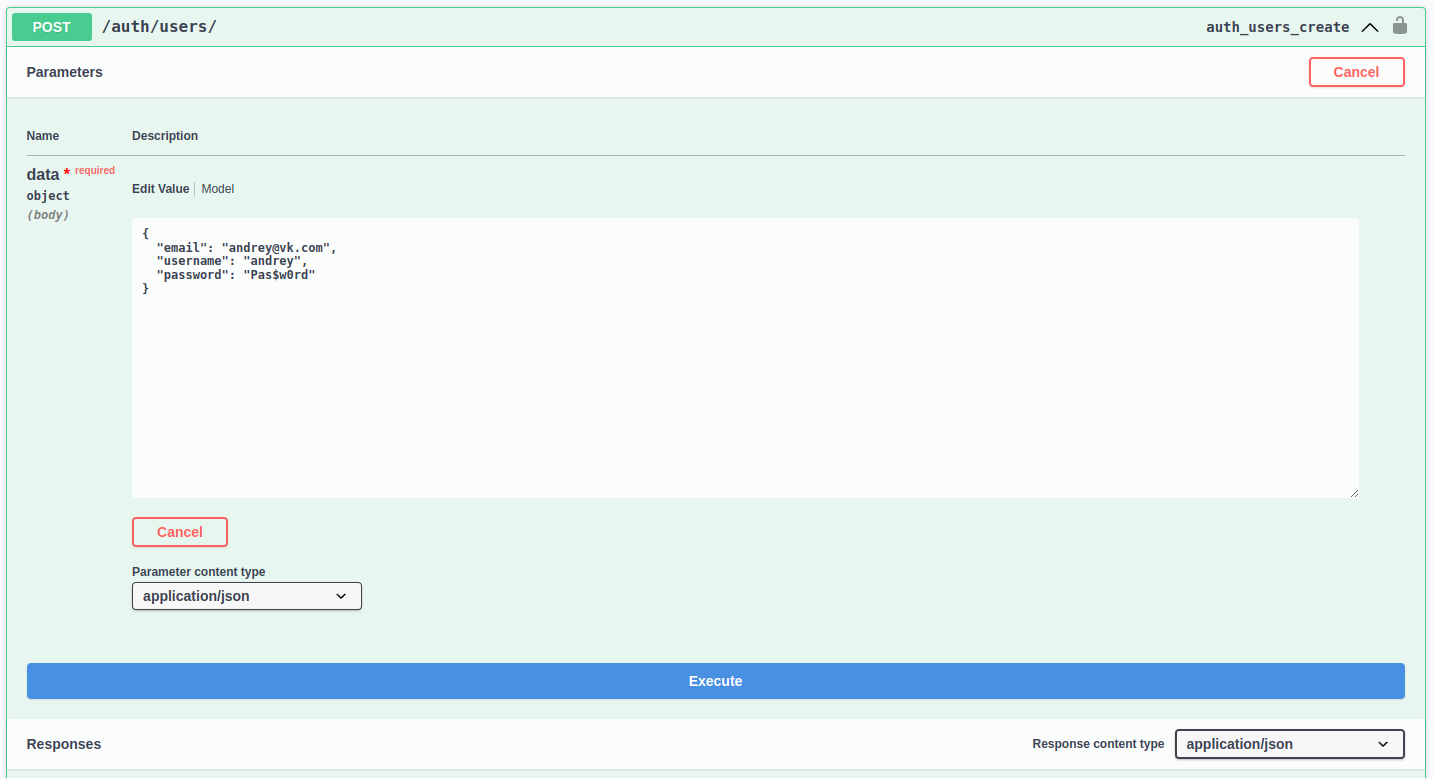 POST /auth/users/ auth_users_create
Parameters Cancel
Name Description
data * required
object
(body)
Edit Value Model
{
  "email": "andrey@vk.com",
  "username": "andrey",
  "password": "Pas$w0rd"
}
Cancel
Parameter content type
application/json
Execute
Responses Response content type application/json